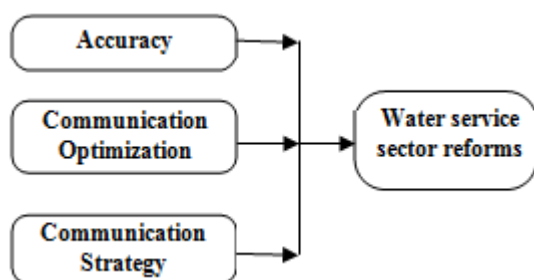 Accuracy
Communication
Optimization
Water service
sector reforms
Communication
Strategy